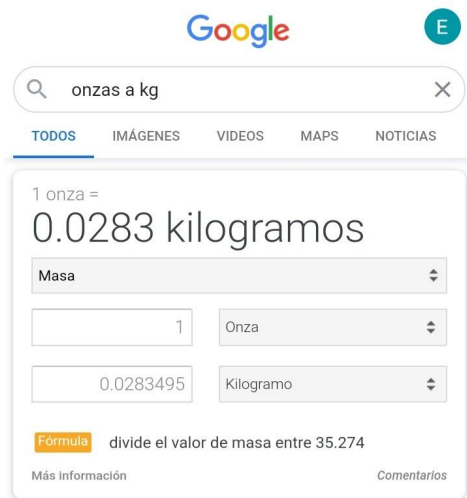 Google
E
onzas a kg
TODOS IMÁGENES VIDEOS MAPS NOTICIAS
1 onza =
0.0283 kilogramos
Masa
1 Onza
0.0283495 Kilogramo
Fórmula divide el valor de masa entre 35.274
Más información Comentarios